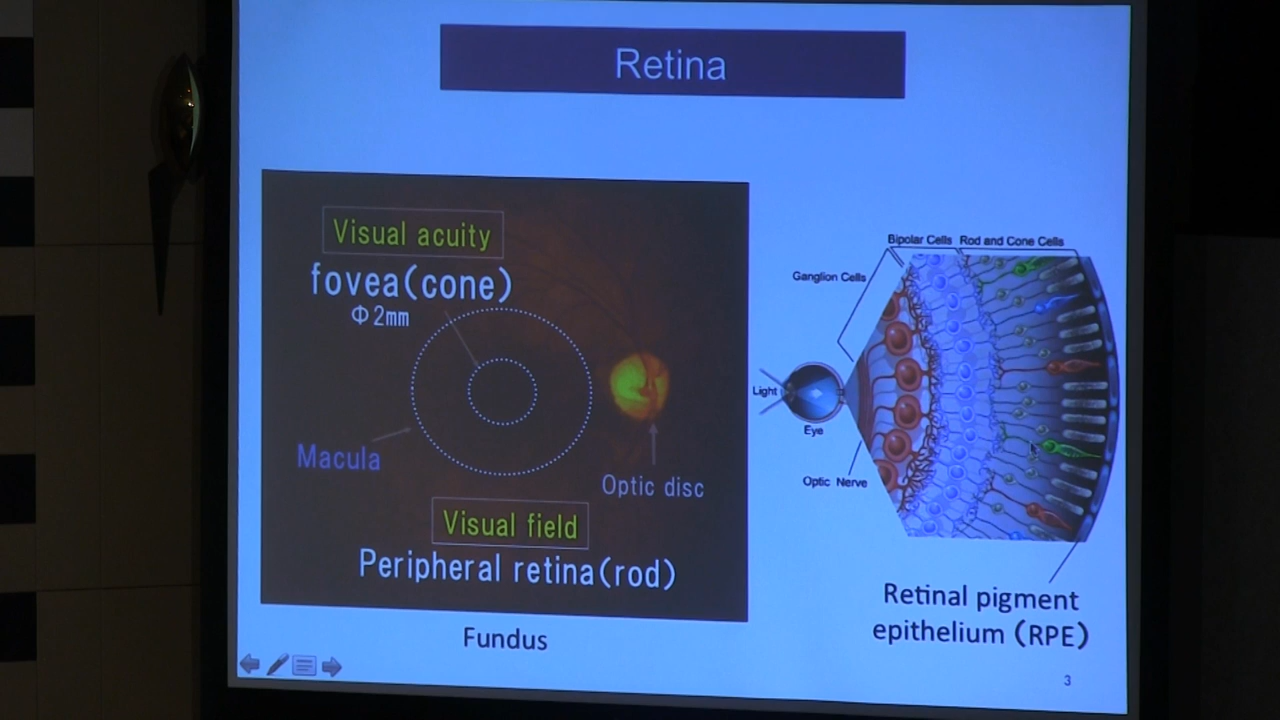 Retina
Visual acuity
fovea(cone)
Φ2mm
Macula
Optic disc
Visual field
Peripheral retina(rod)
Fundus
Bipolar Cells
Rod and Cone Cells
Ganglion Cells
Light
Eye
Optic Nerve
Retinal pigment
epithelium (RPE)
3